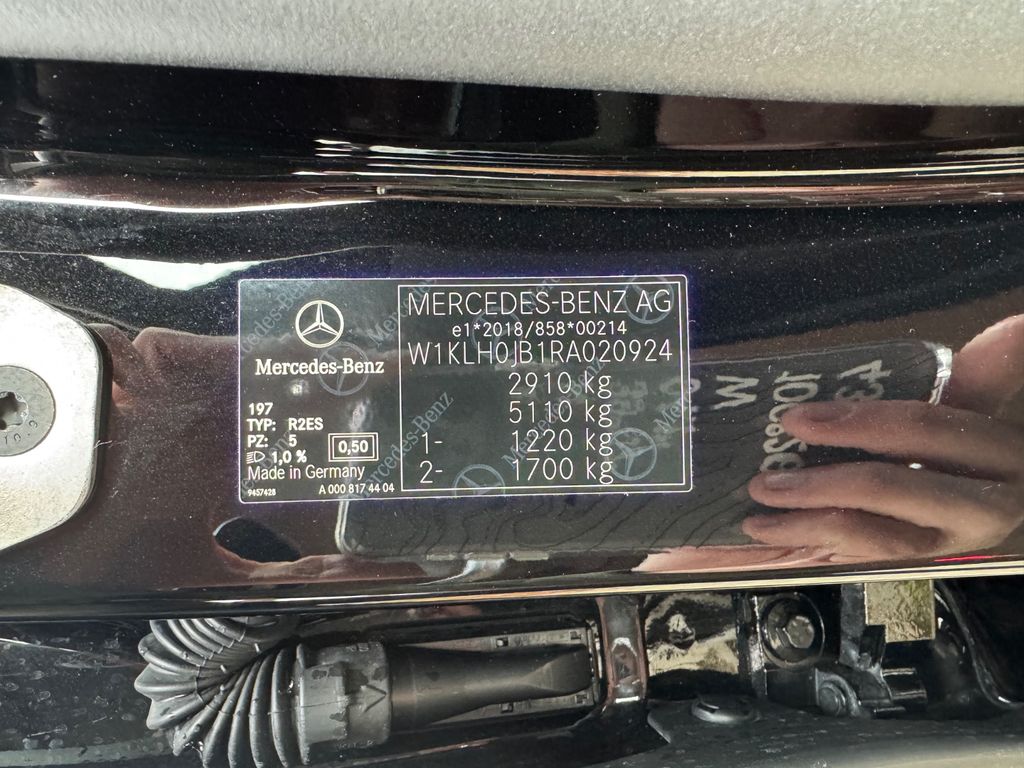 Mercedes-Benz
197
TYP: R2ES
PZ: 5
1,0 %
0,50
Made in Germany
9457428
A 000 817 44 04
MERCEDES-BENZ AG
e1*2018/858*00214
W1KLH0JB1RA020924
2910 kg
5110 kg
1- 1220 kg
2- 1700 kg